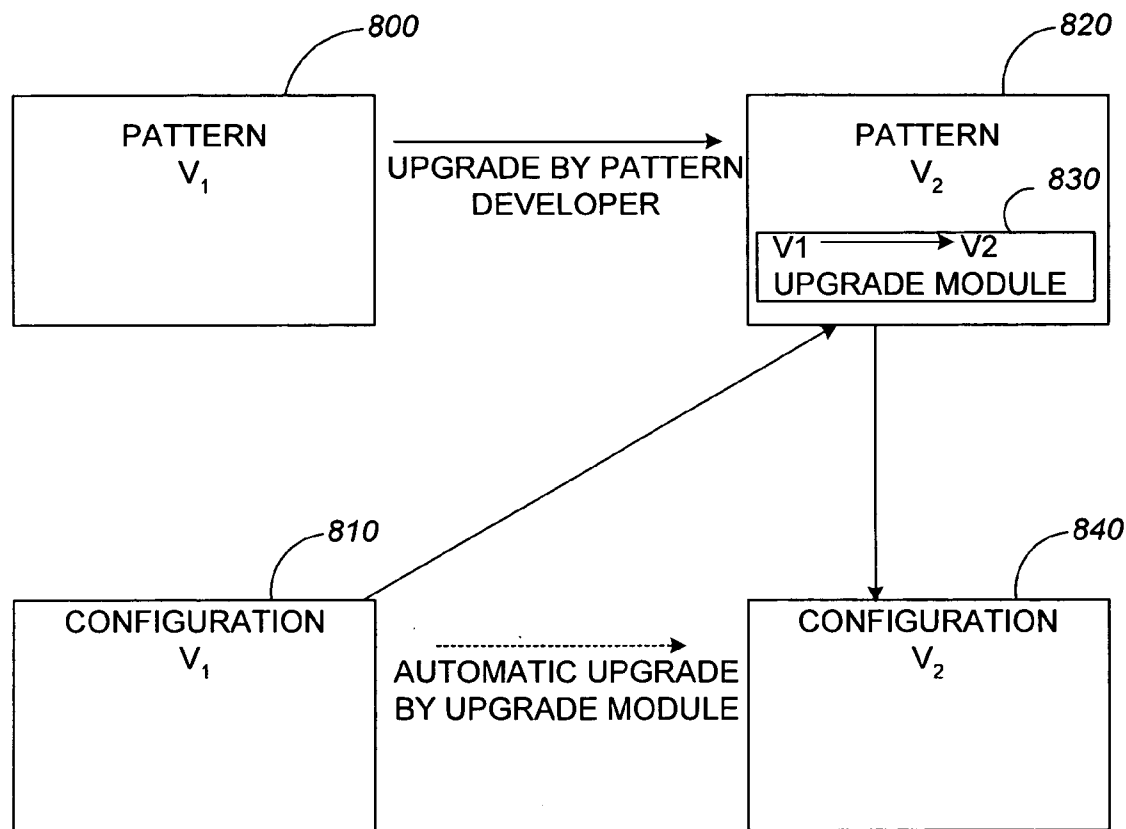 800
PATTERN
V₁
UPGRADE BY PATTERN
DEVELOPER
820
PATTERN
V₂
830
V1 V2
UPGRADE MODULE
810
CONFIGURATION
V₁
AUTOMATIC UPGRADE
BY UPGRADE MODULE
840
CONFIGURATION
V₂